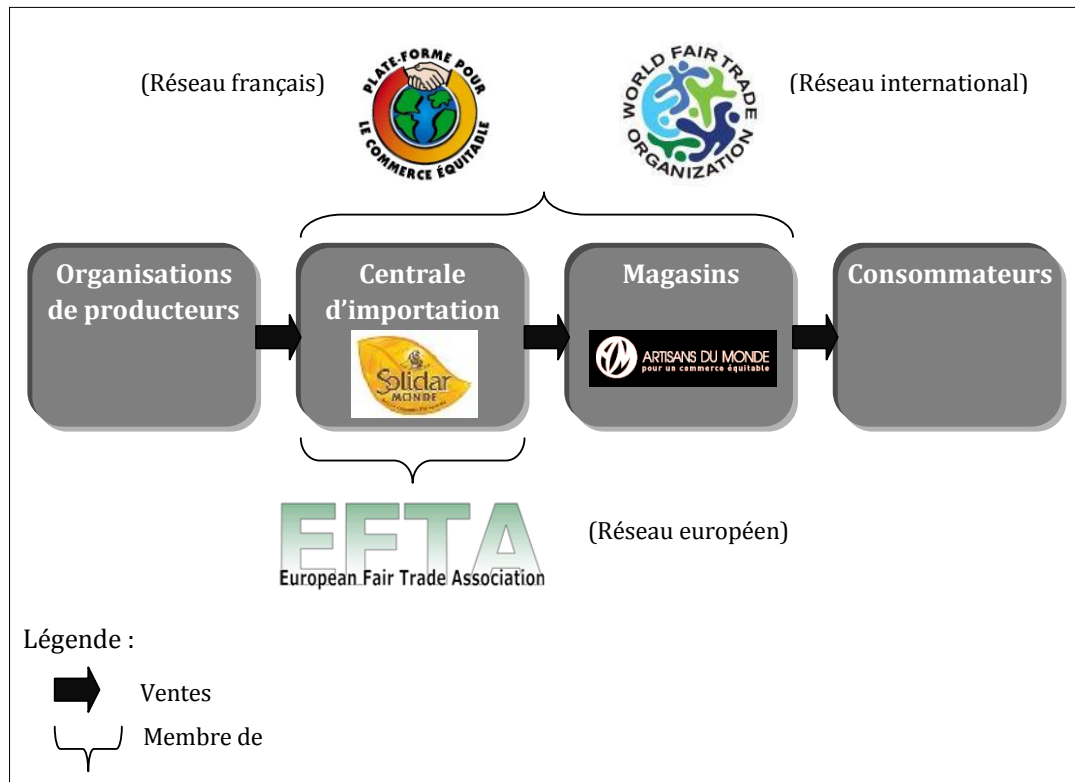 (Réseau français)
PLATE-FORME POUR
LE COMMERCE ÉQUITABLE
WORLD FAIR TRADE
ORGANIZATION
(Réseau international)
Organisations
de producteurs
Centrale
d’importation
Solidar
MONDE
Magasins
ARTISANS DU MONDE
pour un commerce équitable
Consommateurs
EFTA
European Fair Trade Association
(Réseau européen)
Légende :
Ventes
Membre de